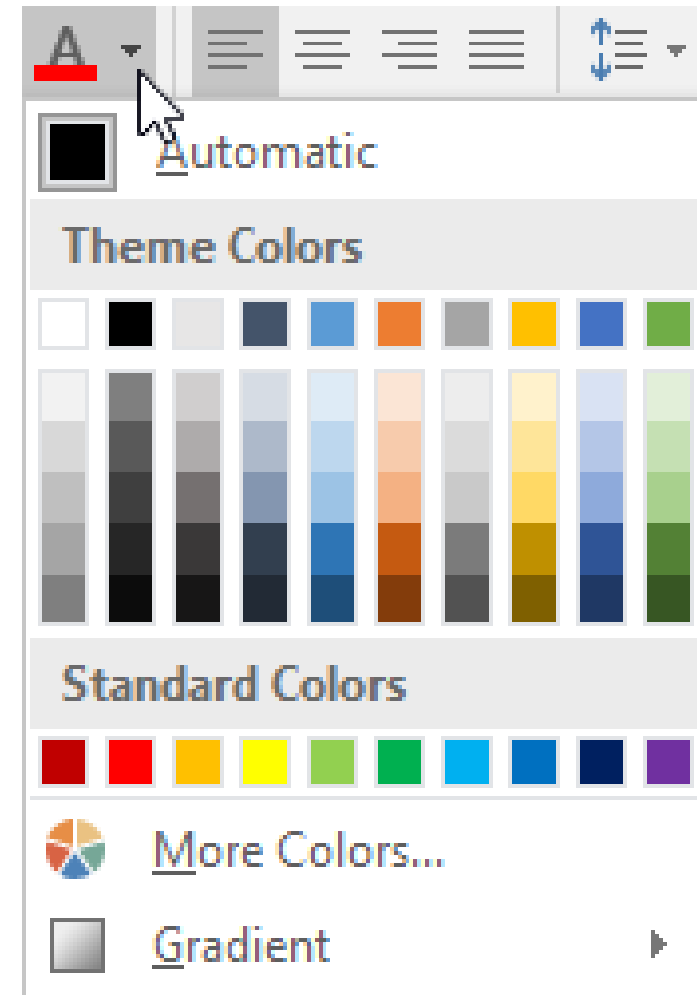 A
Automatic
Theme Colors
Standard Colors
More Colors...
Gradient